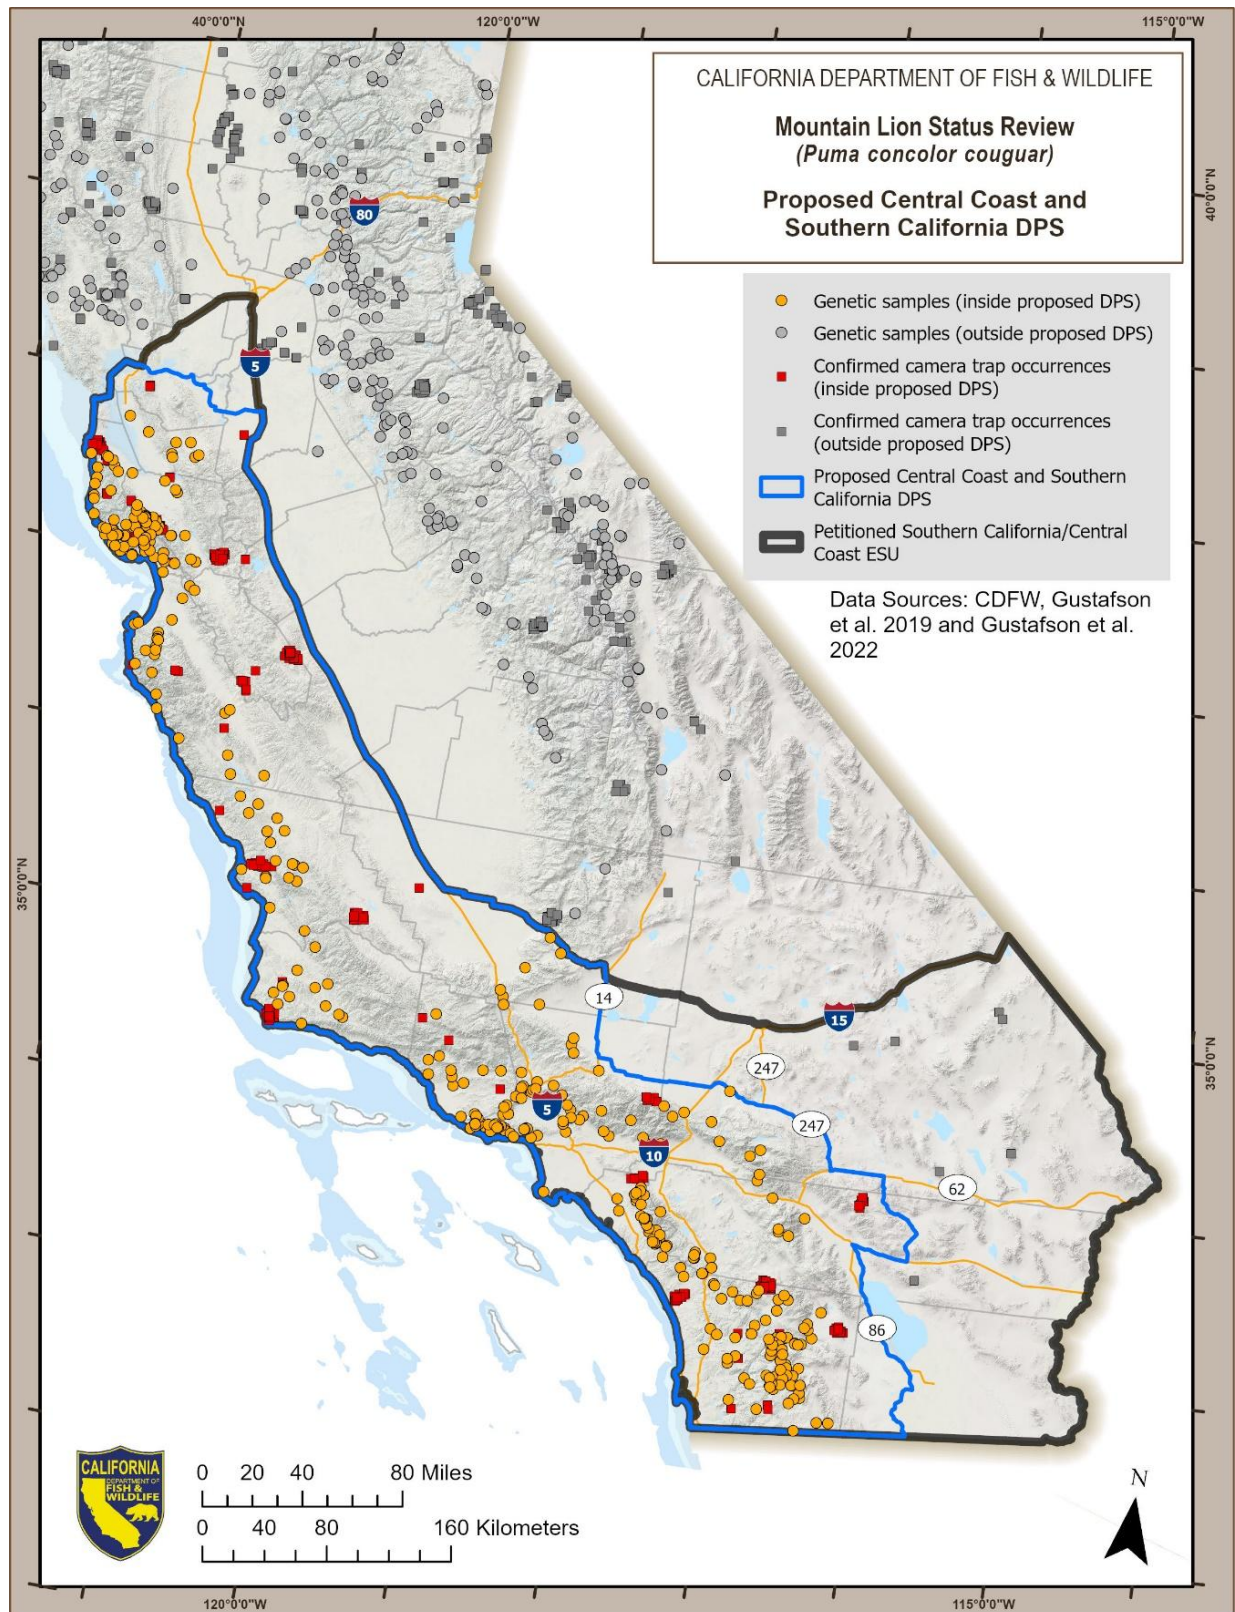 40°0'0"N
120°0'0"W
115°0'0"W
CALIFORNIA DEPARTMENT OF FISH & WILDLIFE
Mountain Lion Status Review
(Puma concolor couguar)
Proposed Central Coast and
Southern California DPS
Genetic samples (inside proposed DPS)
Genetic samples (outside proposed DPS)
Confirmed camera trap occurrences
(inside proposed DPS)
Confirmed camera trap occurrences
(outside proposed DPS)
Proposed Central Coast and Southern
California DPS
Petitioned Southern California/Central
Coast ESU
Data Sources: CDFW, Gustafson
et al. 2019 and Gustafson et al.
2022
40°0'0"N
80
5
35°0'0"N
14
15
247
35°0'0"N
5
247
10
62
86
CALIFORNIA
DEPARTMENT OF
FISH &
WILDLIFE
0 20 40 80 Miles
0 40 80 160 Kilometers
N
120°0'0"W
115°0'0"W